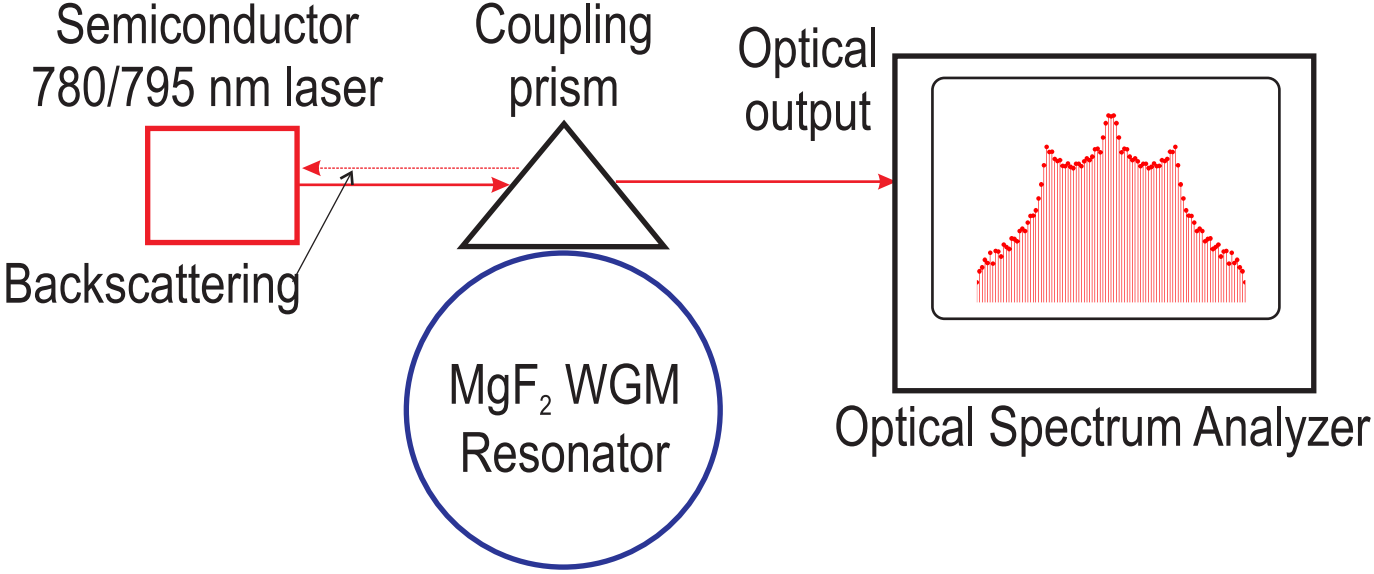 Semiconductor
780/795 nm laser
Coupling
prism
Optical
output
Backscattering
MgF₂ WGM
Resonator
Optical Spectrum Analyzer